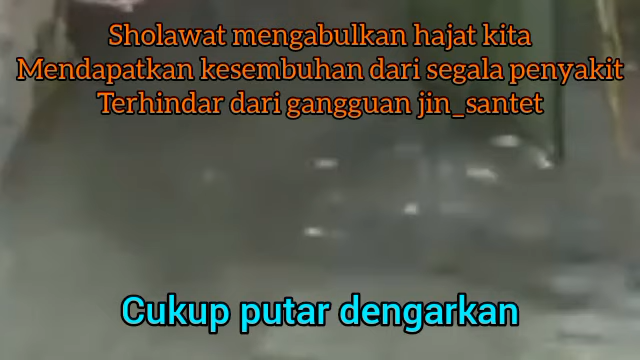 Sholawat mengabulkan hajat kita
Mendapatkan kesembuhan dari segala penyakit
Terhindar dari gangguan jin_santet
Cukup putar dengarkan